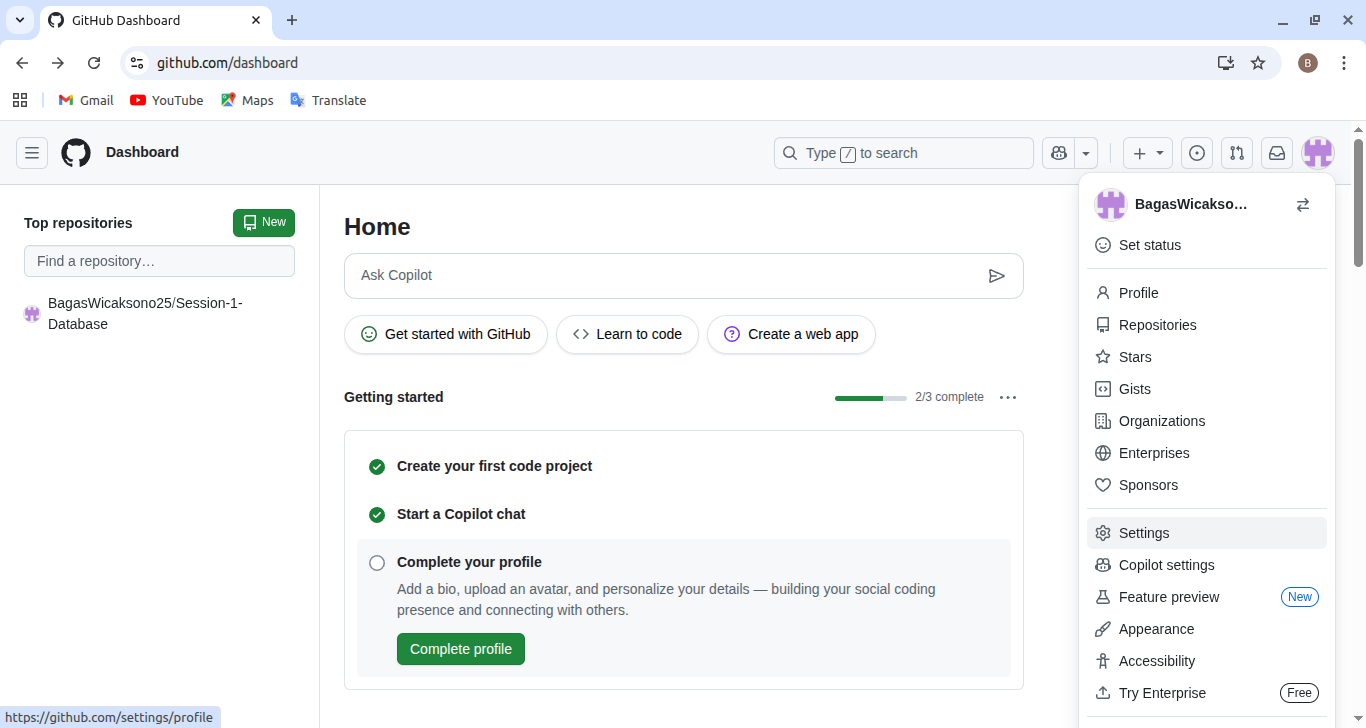 GitHub Dashboard
github.com/dashboard
B
Gmail
YouTube
Maps
Translate
Dashboard
Type / to search
Top repositories
New
Find a repository…
BagasWicaksono25/Session-1-
Database
Home
Ask Copilot
Get started with GitHub
Learn to code
Create a web app
Getting started
2/3 complete
Create your first code project
Start a Copilot chat
Complete your profile
Add a bio, upload an avatar, and personalize your details — building your social coding
presence and connecting with others.
Complete profile
BagasWicakso...
Set status
Profile
Repositories
Stars
Gists
Organizations
Enterprises
Sponsors
Settings
Copilot settings
Feature preview
New
Appearance
Accessibility
Try Enterprise
Free
https://github.com/settings/profile